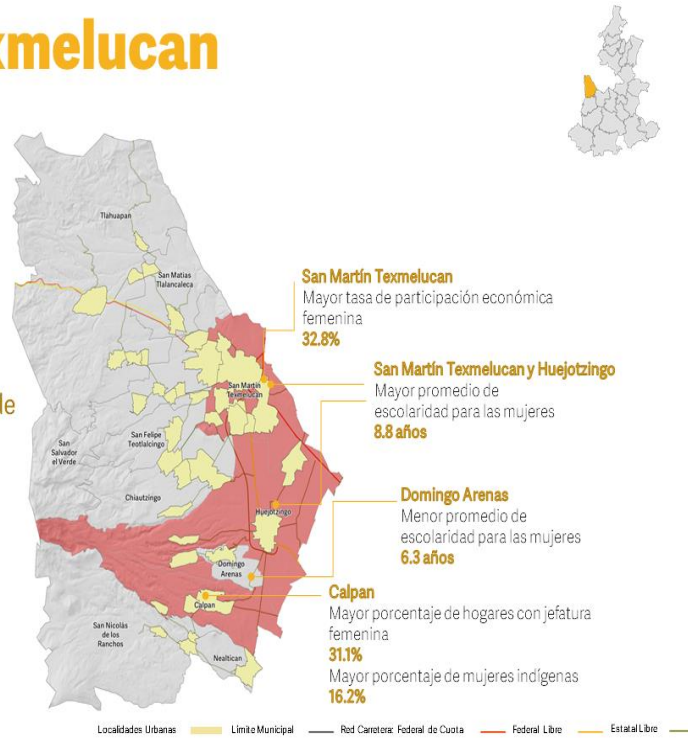 xmelucan
de
Tlahuapan
San Matías
Tlalancaleca
San Martín
Texmelucan
San
Salvador
el Verde
San Felipe
Teotlalcingo
Chiautzingo
Huejotzingo
Domingo
Arenas
Calpan
San Nicolás
de los
Ranchos
Nealtican
San Martín Texmelucan
Mayor tasa de participación económica
femenina
32.8%
San Martín Texmelucan y Huejotzingo
Mayor promedio de
escolaridad para las mujeres
8.8 años
Domingo Arenas
Menor promedio de
escolaridad para las mujeres
6.3 años
Calpan
Mayor porcentaje de hogares con jefatura
femenina
31.1%
Mayor porcentaje de mujeres indígenas
16.2%
Localidades Urbanas Límite Municipal Red Carretera: Federal de Cuota Federal Libre Estatal Libre